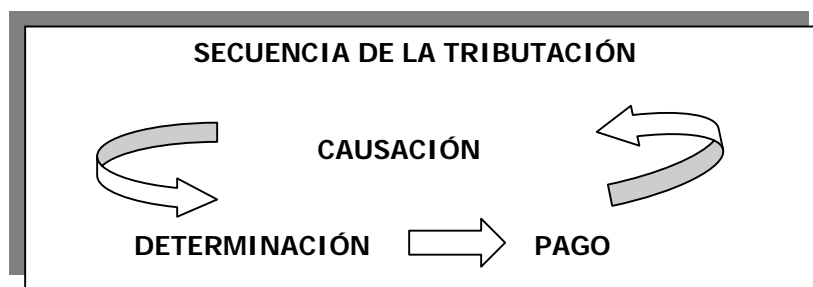 SECUENCIA DE LA TRIBUTACIÓN
CAUSACIÓN
DETERMINACIÓN PAGO